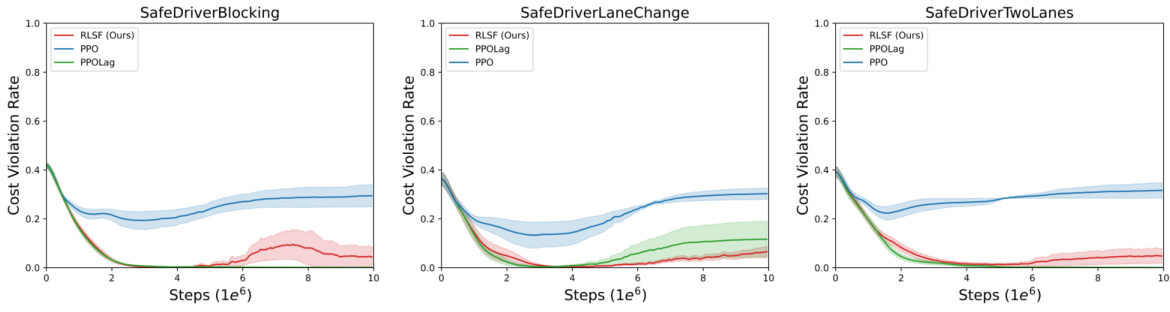 SafeDriverBlocking
RLSF (Ours)
PPO
PPOLag
Cost Violation Rate
1.0
0.8
0.6
0.4
0.2
0.0
0 2 4 6 8 10
Steps (1e⁶)
SafeDriverLaneChange
RLSF (Ours)
PPOLag
PPO
Cost Violation Rate
1.0
0.8
0.6
0.4
0.2
0.0
0 2 4 6 8 10
Steps (1e⁶)
SafeDriverTwoLanes
RLSF (Ours)
PPOLag
PPO
Cost Violation Rate
1.0
0.8
0.6
0.4
0.2
0.0
0 2 4 6 8 10
Steps (1e⁶)